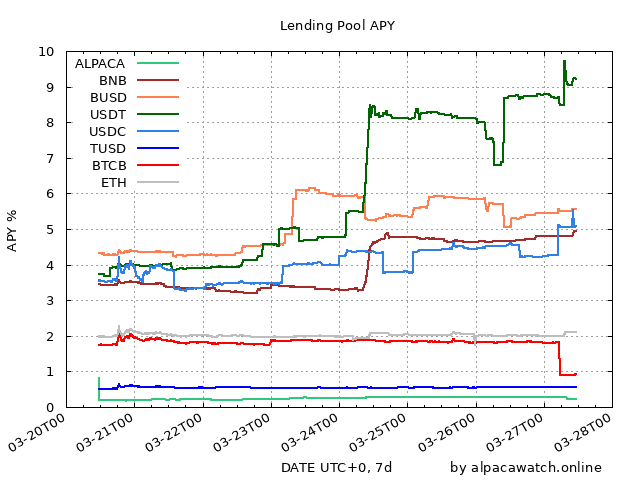 Lending Pool APY
APY %
10
9
8
7
6
5
4
3
2
1
0
ALPACA
BNB
BUSD
USDT
USDC
TUSD
BTCB
ETH
03-20T00
03-21T00
03-22T00
03-23T00
03-24T00
03-25T00
03-26T00
03-27T00
03-28T00
DATE UTC+0, 7d
by alpacawatch.online